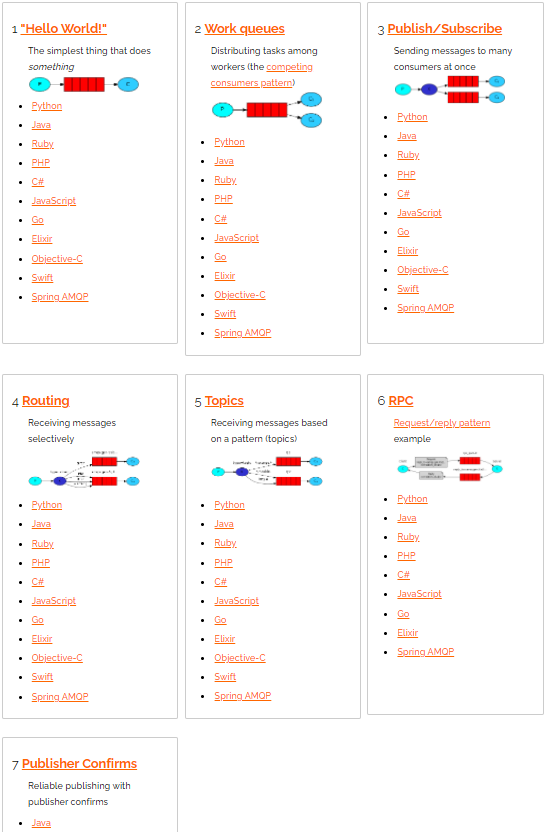 1 "Hello World!"
The simplest thing that does
something
P
C
Python
Java
Ruby
PHP
C#
JavaScript
Go
Elixir
Objective-C
Swift
Spring AMQP
2 Work queues
Distributing tasks among
workers (the competing
consumers pattern)
P
C₁
C₂
Python
Java
Ruby
PHP
C#
JavaScript
Go
Elixir
Objective-C
Swift
Spring AMQP
3 Publish/Subscribe
Sending messages to many
consumers at once
P
X
C₁
C₂
Python
Java
Ruby
PHP
C#
JavaScript
Go
Elixir
Objective-C
Swift
Spring AMQP
4 Routing
Receiving messages
selectively
Python
Java
Ruby
PHP
C#
JavaScript
Go
Elixir
Objective-C
Swift
Spring AMQP
5 Topics
Receiving messages based
on a pattern (topics)
Python
Java
Ruby
PHP
C#
JavaScript
Go
Elixir
Objective-C
Swift
Spring AMQP
6 RPC
Request/reply pattern
example
Python
Java
Ruby
PHP
C#
JavaScript
Go
Elixir
Spring AMQP
7 Publisher Confirms
Reliable publishing with
publisher confirms
Java